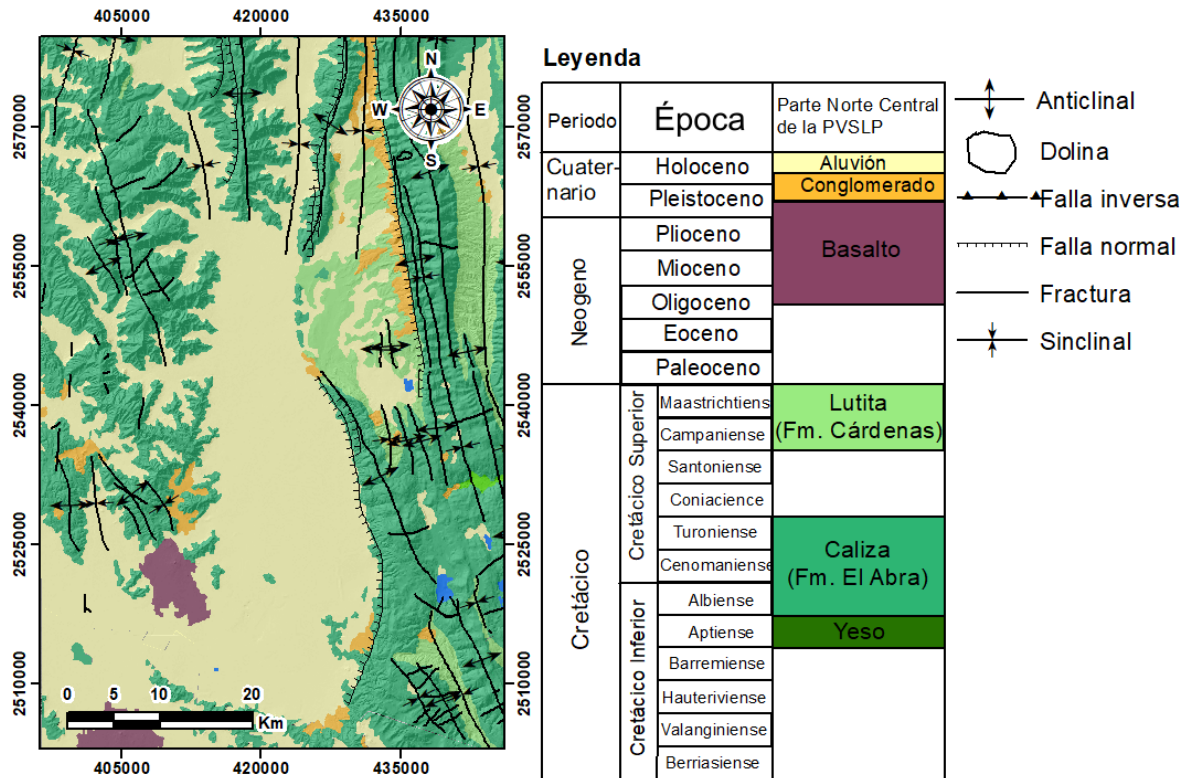 405000 420000 435000
2570000
2555000
2540000
2525000
2510000
N
W E
S
2570000
2555000
2540000
2525000
2510000
0 5 10 20
Km
405000 420000 435000
Leyenda
Periodo
Época
Parte Norte Central
de la PVSLP
Cuater-
nario
Holoceno
Aluvión
Pleistoceno
Conglomerado
Neogeno
Plioceno
Mioceno
Oligoceno
Eoceno
Paleoceno
Basalto
Cretácico
Cretácico Superior
Maastrichtiens
Campaniense
Santoniense
Coniacience
Turoniense
Cenomaniense
Lutita
(Fm. Cárdenas)
Caliza
(Fm. El Abra)
Cretácico Inferior
Albiense
Aptiense
Barremiense
Hauteriviense
Valanginiense
Berriasiense
Yeso
Anticlinal
Dolina
Falla inversa
Falla normal
Fractura
Sinclinal